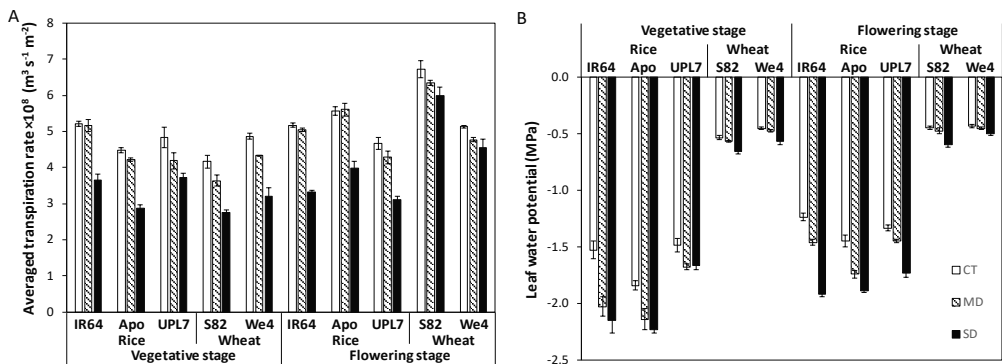 A
Averaged transpiration rate ×10⁸ (m³ s⁻¹ m⁻²)
8
7
6
5
4
3
2
1
0
IR64 Apo UPL7 S82 We4 IR64 Apo UPL7 S82 We4
Rice Wheat Rice Wheat
Vegetative stage Flowering stage
B
Vegetative stage Flowering stage
Rice Wheat Rice Wheat
IR64 Apo UPL7 S82 We4 IR64 Apo UPL7 S82 We4
Leaf water potential (MPa)
0.0
-0.5
-1.0
-1.5
-2.0
-2.5
CT
MD
SD